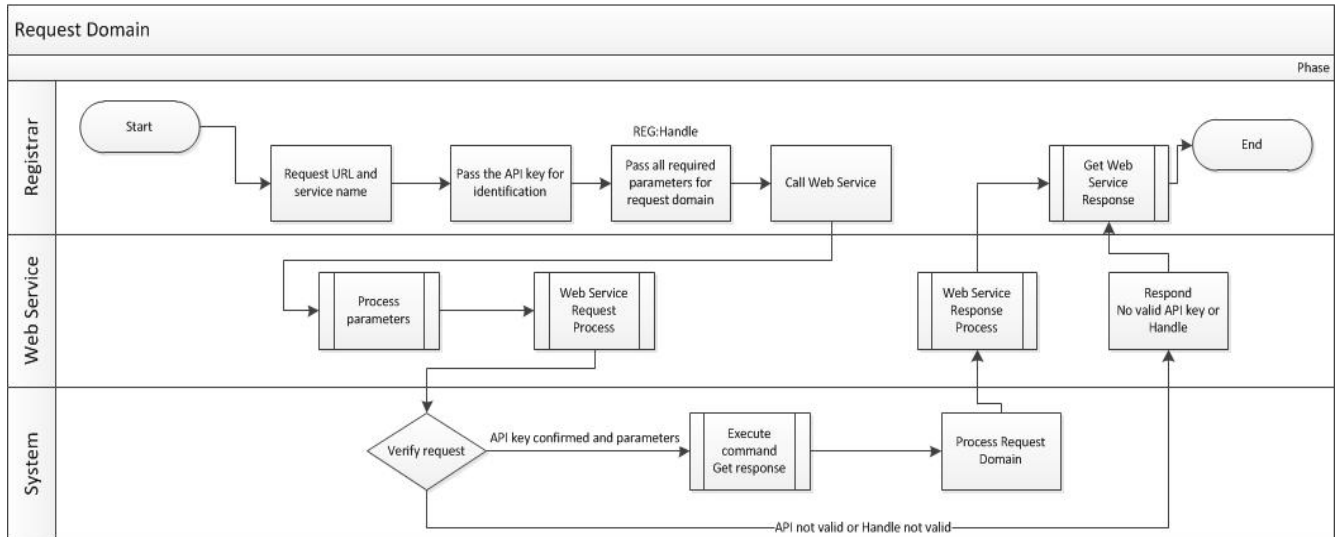 Request Domain
Phase
Registrar
Start
Request URL and
service name
Pass the API key for
identification
REG:Handle
Pass all required
parameters for
request domain
Call Web Service
Get Web
Service
Response
End
Web Service
Process
parameters
Web Service
Request
Process
Web Service
Response
Process
Respond
No valid API key or
Handle
System
Verify request
API key confirmed and parameters
Execute
command
Get response
Process Request
Domain
API not valid or Handle not valid